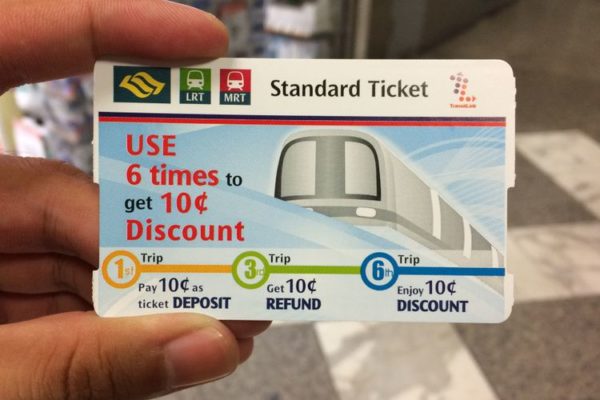 LRT
MRT
Standard Ticket
TransitLink
USE
6 times to
get 10¢
Discount
1st Trip
Pay 10¢ as
ticket DEPOSIT
3rd Trip
Get 10¢
REFUND
6th Trip
Enjoy 10¢
DISCOUNT